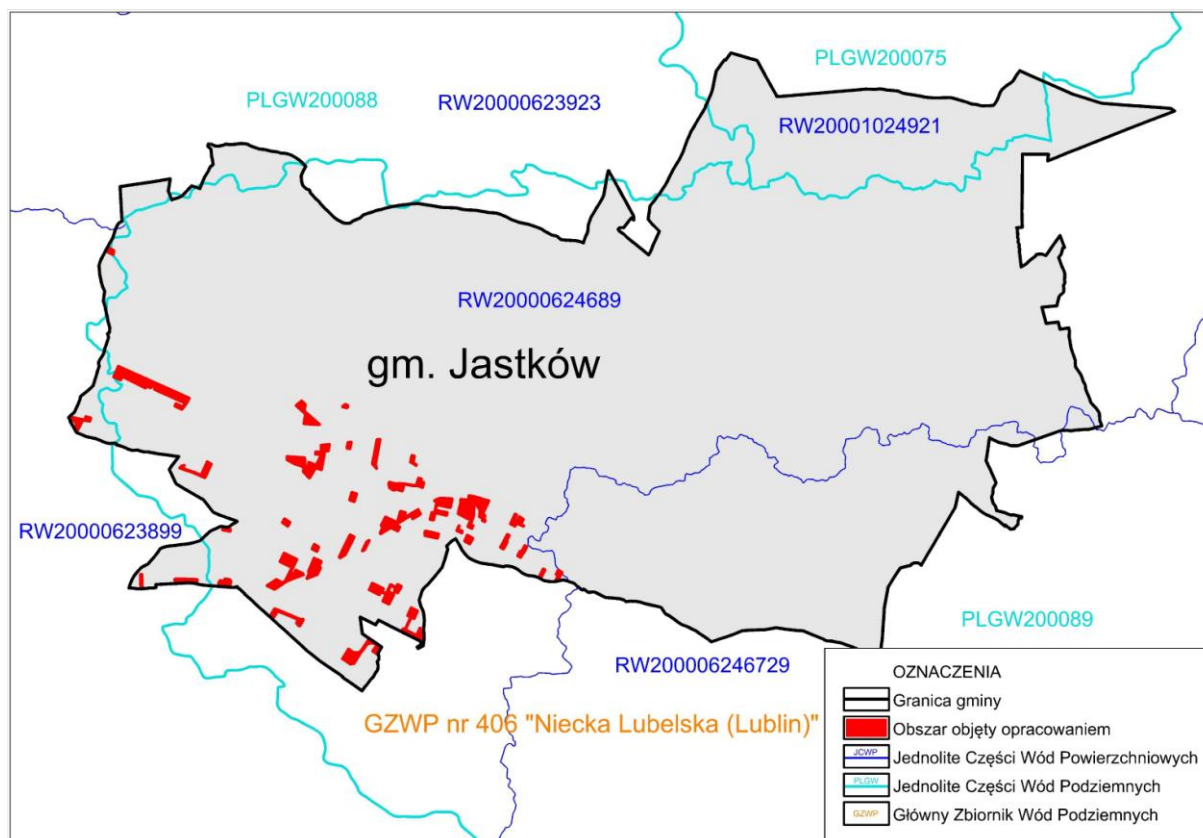 PLGW200075
PLGW200088
RW20000623923
RW20001024921
RW20000624689
gm. Jastków
RW20000623899
PLGW200089
RW200006246729
GZWP nr 406 "Niecka Lubelska (Lublin)"
OZNACZENIA
Granica gminy
Obszar objęty opracowaniem
JCWP Jednolite Części Wód Powierzchniowych
PLGW Jednolite Części Wód Podziemnych
GZWP Główny Zbiornik Wód Podziemnych